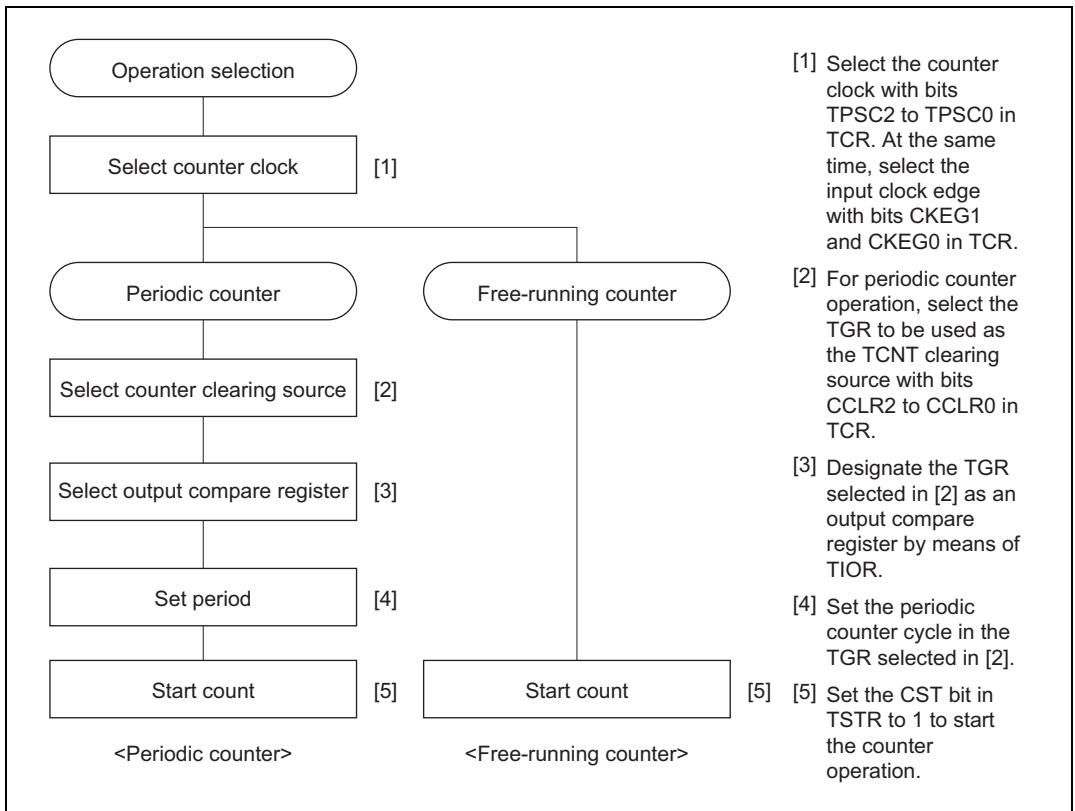 Operation selection
Select counter clock
[1]
Periodic counter
Free-running counter
Select counter clearing source
[2]
Select output compare register
[3]
Set period
[4]
Start count
[5]
Start count
[5]
<Periodic counter>
<Free-running counter>
[1] Select the counter
clock with bits
TPSC2 to TPSC0 in
TCR. At the same
time, select the
input clock edge
with bits CKEG1
and CKEG0 in TCR.
[2] For periodic counter
operation, select the
TGR to be used as
the TCNT clearing
source with bits
CCLR2 to CCLR0 in
TCR.
[3] Designate the TGR
selected in [2] as an
output compare
register by means of
TIOR.
[4] Set the periodic
counter cycle in the
TGR selected in [2].
[5] Set the CST bit in
TSTR to 1 to start
the counter
operation.